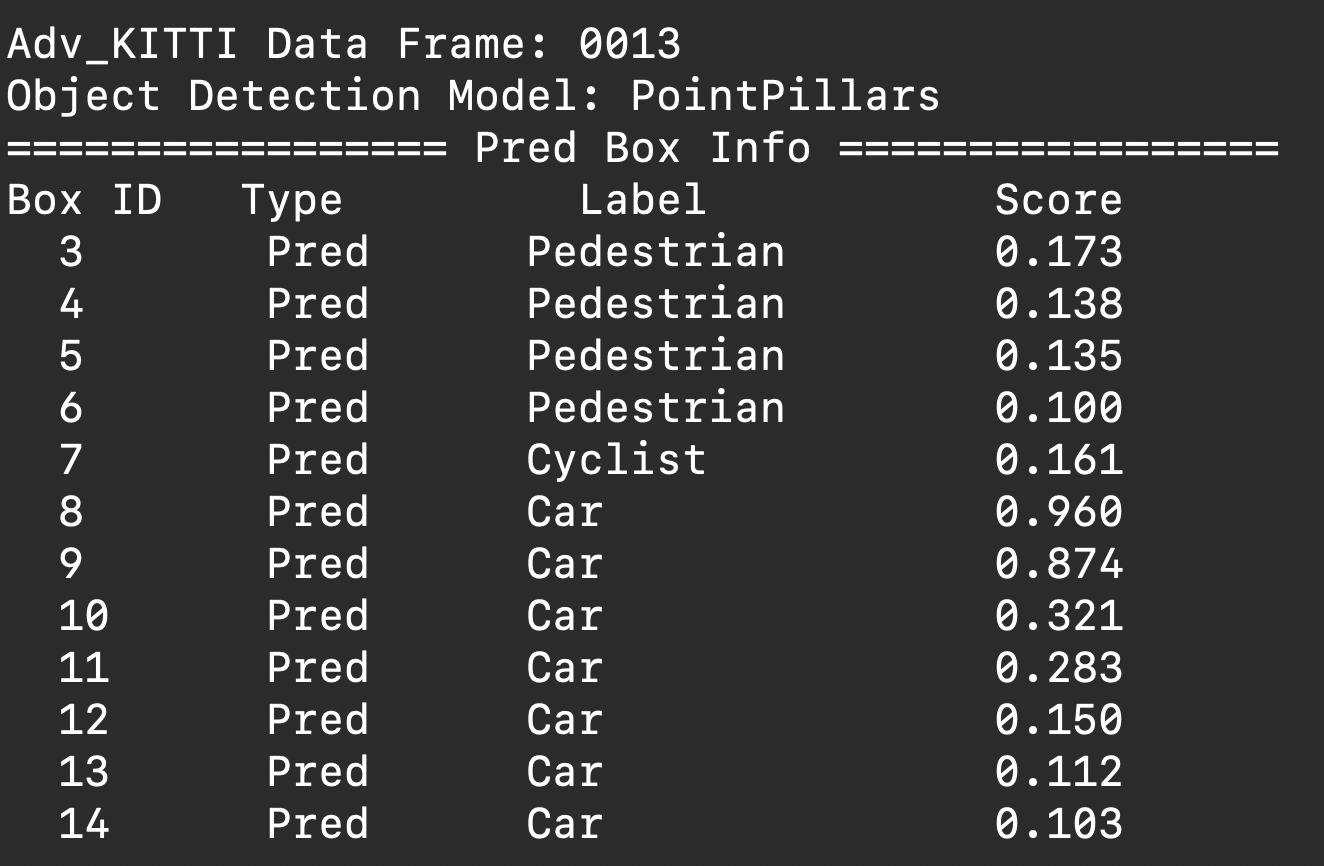 Adv_KITTI Data Frame: 0013
Object Detection Model: PointPillars
================= Pred Box Info =================
Box ID   Type         Label           Score
  3       Pred      Pedestrian        0.173
  4       Pred      Pedestrian        0.138
  5       Pred      Pedestrian        0.135
  6       Pred      Pedestrian        0.100
  7       Pred      Cyclist           0.161
  8       Pred      Car               0.960
  9       Pred      Car               0.874
  10      Pred      Car               0.321
  11      Pred      Car               0.283
  12      Pred      Car               0.150
  13      Pred      Car               0.112
  14      Pred      Car               0.103